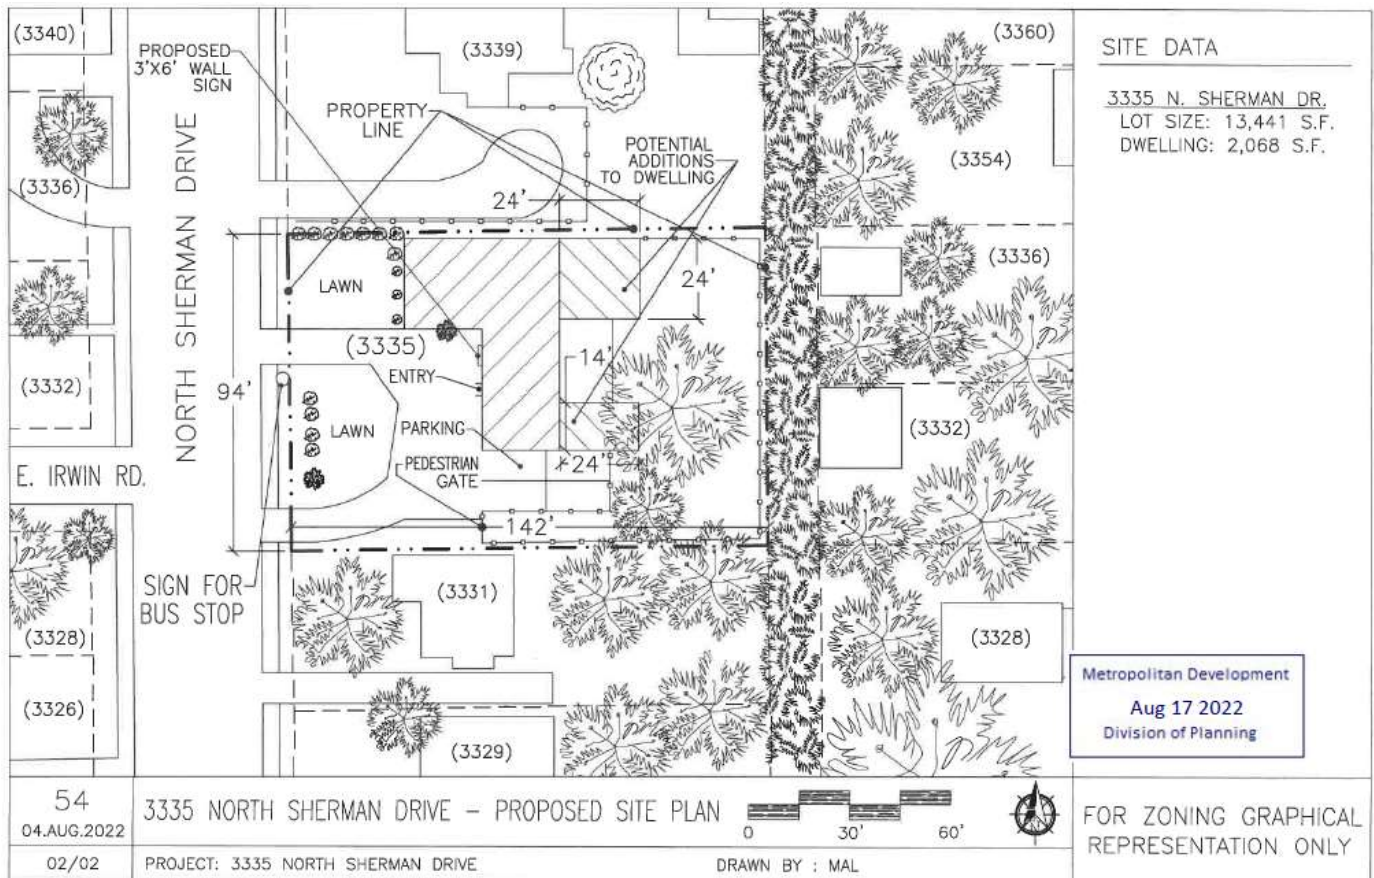 (3340)
PROPOSED
3'X6' WALL
SIGN
(3339)
(3360)
SITE DATA
3335 N. SHERMAN DR.
LOT SIZE: 13,441 S.F.
DWELLING: 2,068 S.F.
PROPERTY
LINE
POTENTIAL
ADDITIONS
TO DWELLING
(3354)
(3336)
NORTH SHERMAN DRIVE
24'
LAWN
24'
(3336)
(3335)
14'
(3332)
94'
ENTRY
LAWN
PARKING
(3332)
E. IRWIN RD.
PEDESTRIAN
GATE
24'
142'
SIGN FOR
BUS STOP
(3331)
(3328)
(3328)
(3326)
(3329)
Metropolitan Development
Aug 17 2022
Division of Planning
54
04.AUG.2022
3335 NORTH SHERMAN DRIVE - PROPOSED SITE PLAN
0 30' 60'
FOR ZONING GRAPHICAL
REPRESENTATION ONLY
02/02
PROJECT: 3335 NORTH SHERMAN DRIVE
DRAWN BY : MAL